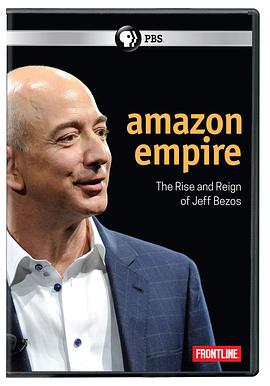 PBS
amazon
empire
The Rise and Reign
of Jeff Bezos
FRONTLINE